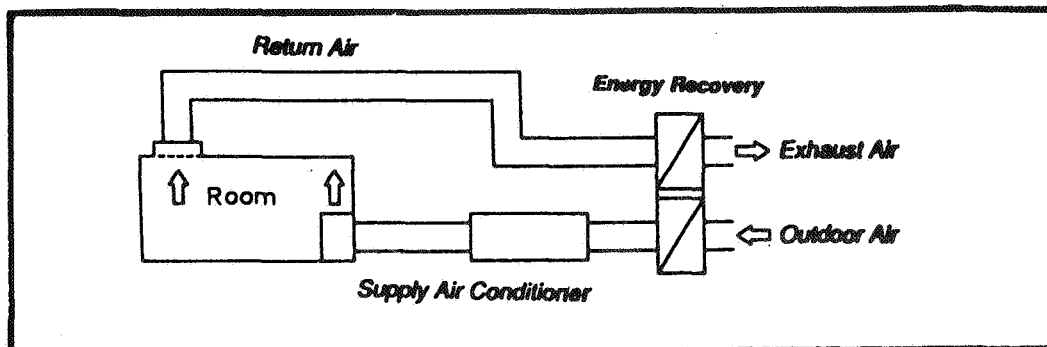 Return Air
Energy Recovery
Exhaust Air
Room
Outdoor Air
Supply Air Conditioner